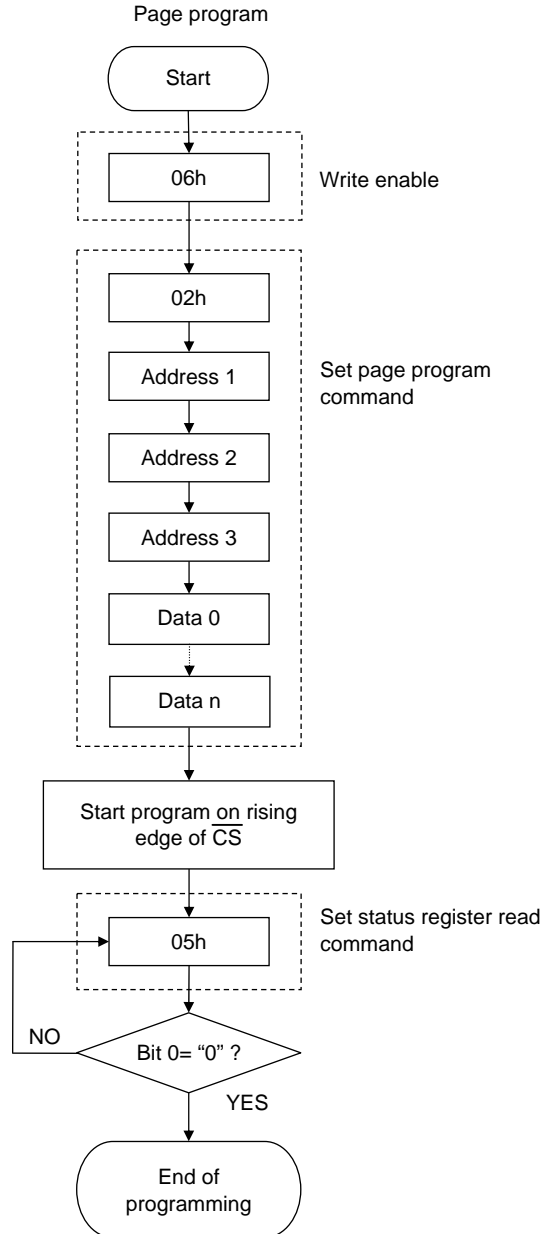 Page program
Start
06h
Write enable
02h
Address 1
Set page program
command
Address 2
Address 3
Data 0
Data n
Start program on rising
edge of C̅S̅
Set status register read
command
05h
NO
Bit 0= “0” ?
YES
End of
programming